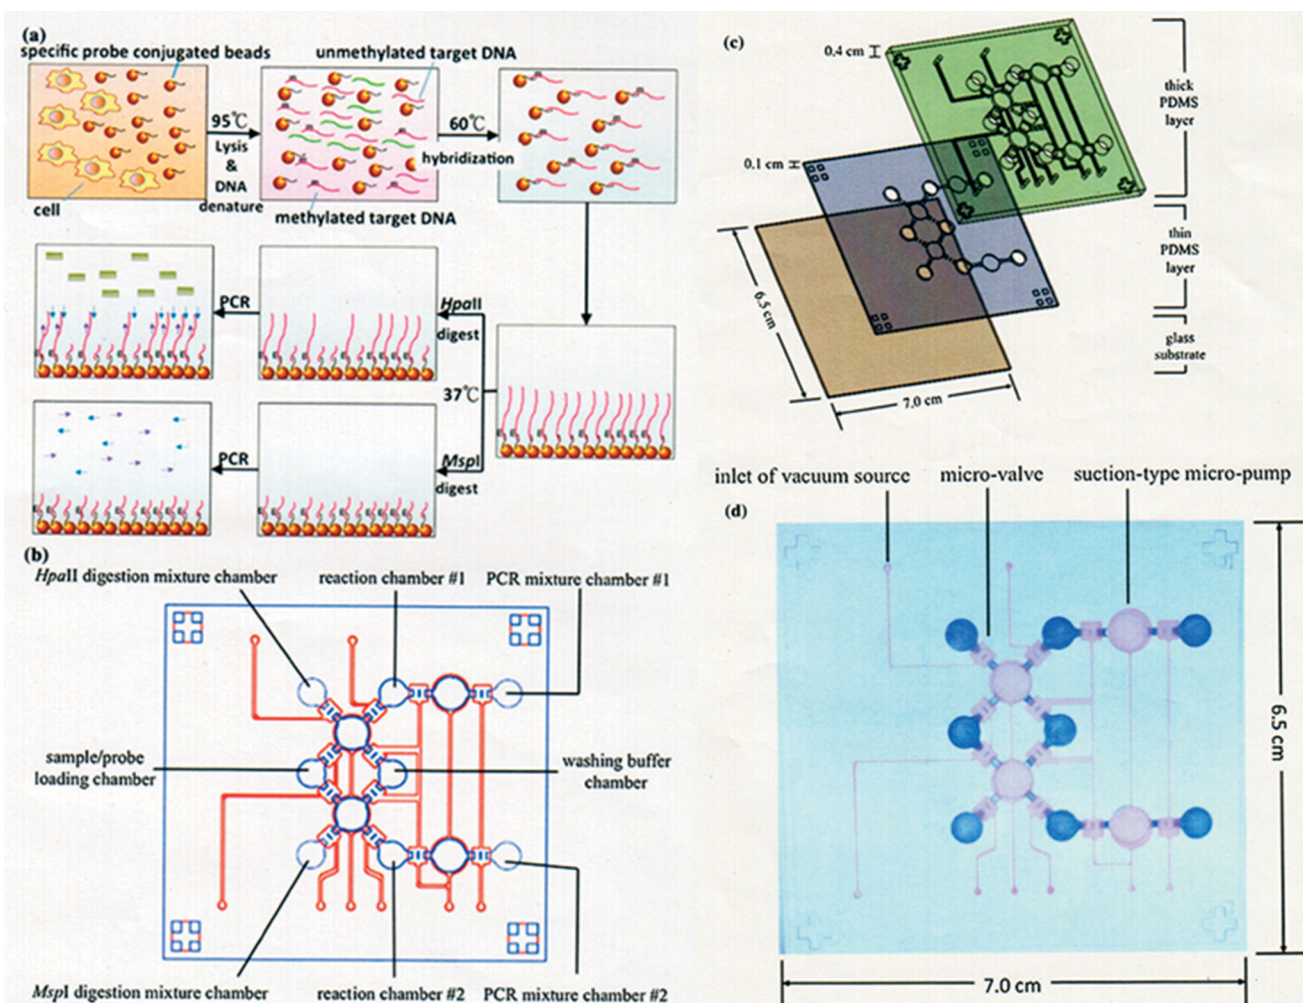 (a)
specific probe conjugated beads
unmethylated target DNA
95℃
Lysis
&
DNA
denature
60℃
hybridization
cell
methylated target DNA
PCR
HpaII
digest
37℃
PCR
MspI
digest
(b)
HpaII digestion mixture chamber
reaction chamber #1
PCR mixture chamber #1
sample/probe
loading chamber
washing buffer
chamber
MspI digestion mixture chamber
reaction chamber #2
PCR mixture chamber #2
(c)
0.4 cm
thick
PDMS
layer
0.1 cm
thin
PDMS
layer
6.5 cm
glass
substrate
7.0 cm
inlet of vacuum source
micro-valve
suction-type micro-pump
(d)
6.5 cm
7.0 cm